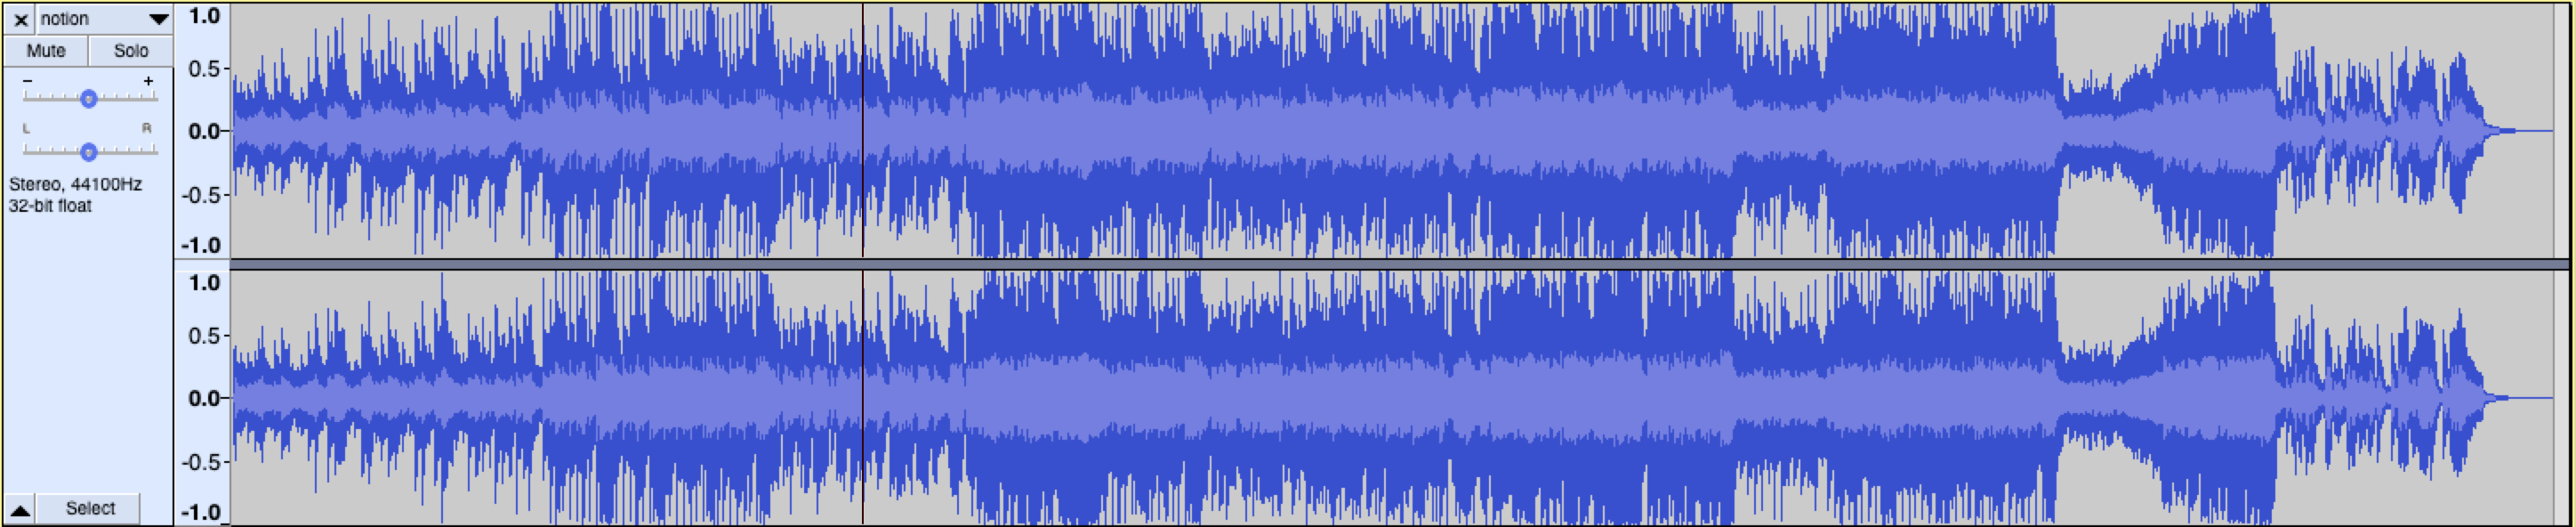 × notion ▼
Mute Solo
- +
L R
Stereo, 44100Hz
32-bit float
▲ Select
1.0
0.5-
0.0-
-0.5-
-1.0
1.0
0.5-
0.0-
-0.5-
-1.0